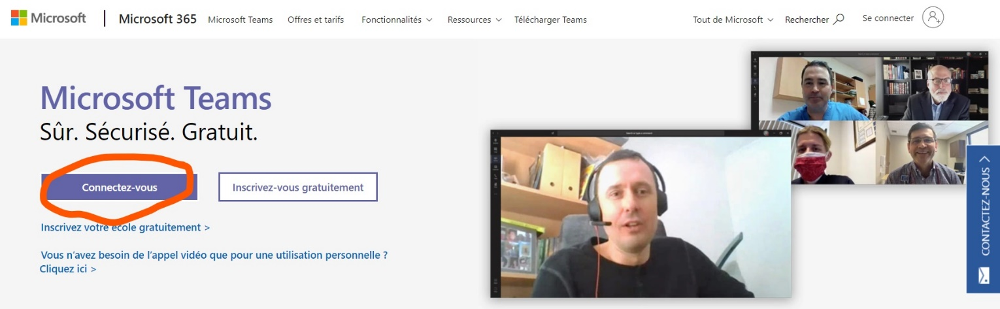 Microsoft | Microsoft 365 Microsoft Teams Offres et tarifs Fonctionnalités Ressources Télécharger Teams Tout de Microsoft Rechercher Se connecter
Microsoft Teams
Sûr. Sécurisé. Gratuit.
Connectez-vous Inscrivez-vous gratuitement
Inscrivez votre école gratuitement >
Vous n’avez besoin de l’appel vidéo que pour une utilisation personnelle ?
Cliquez ici >
CONTACTEZ-NOUS